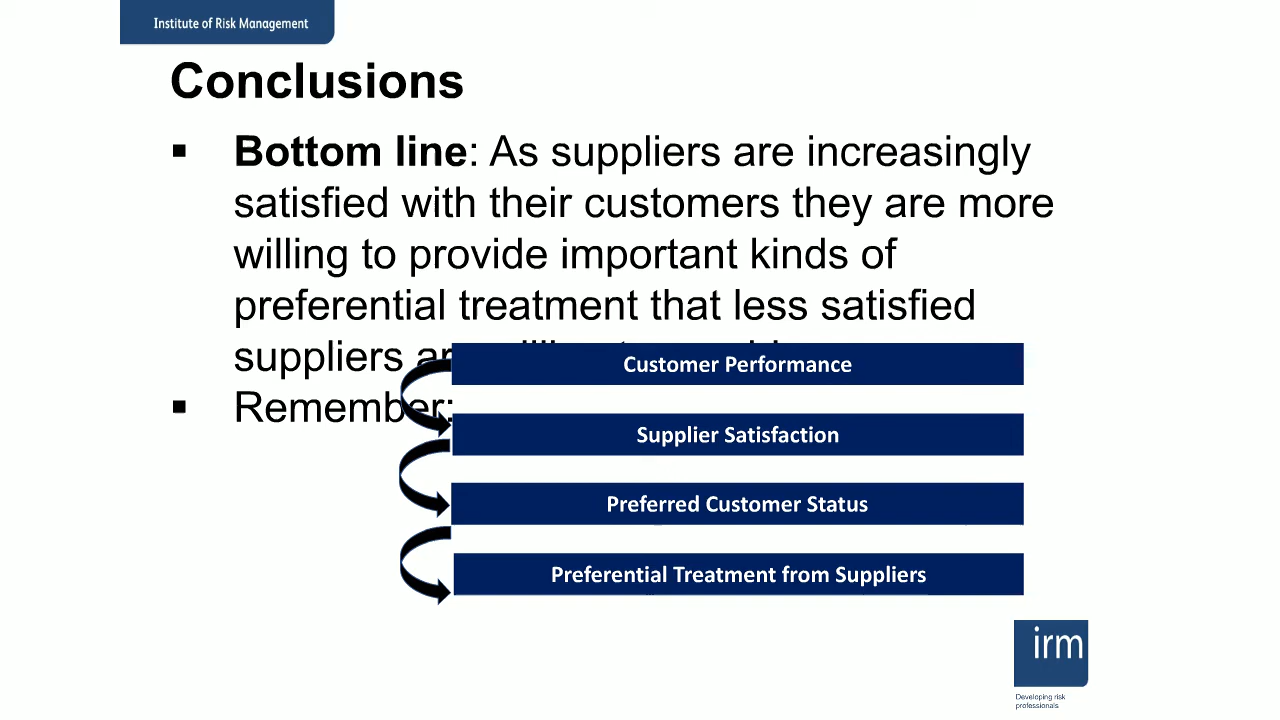 Institute of Risk Management
Conclusions
▪ Bottom line: As suppliers are increasingly
satisfied with their customers they are more
willing to provide important kinds of
preferential treatment that less satisfied
suppliers
▪ Remember:
Customer Performance
Supplier Satisfaction
Preferred Customer Status
Preferential Treatment from Suppliers
irm
Developing risk
professionals